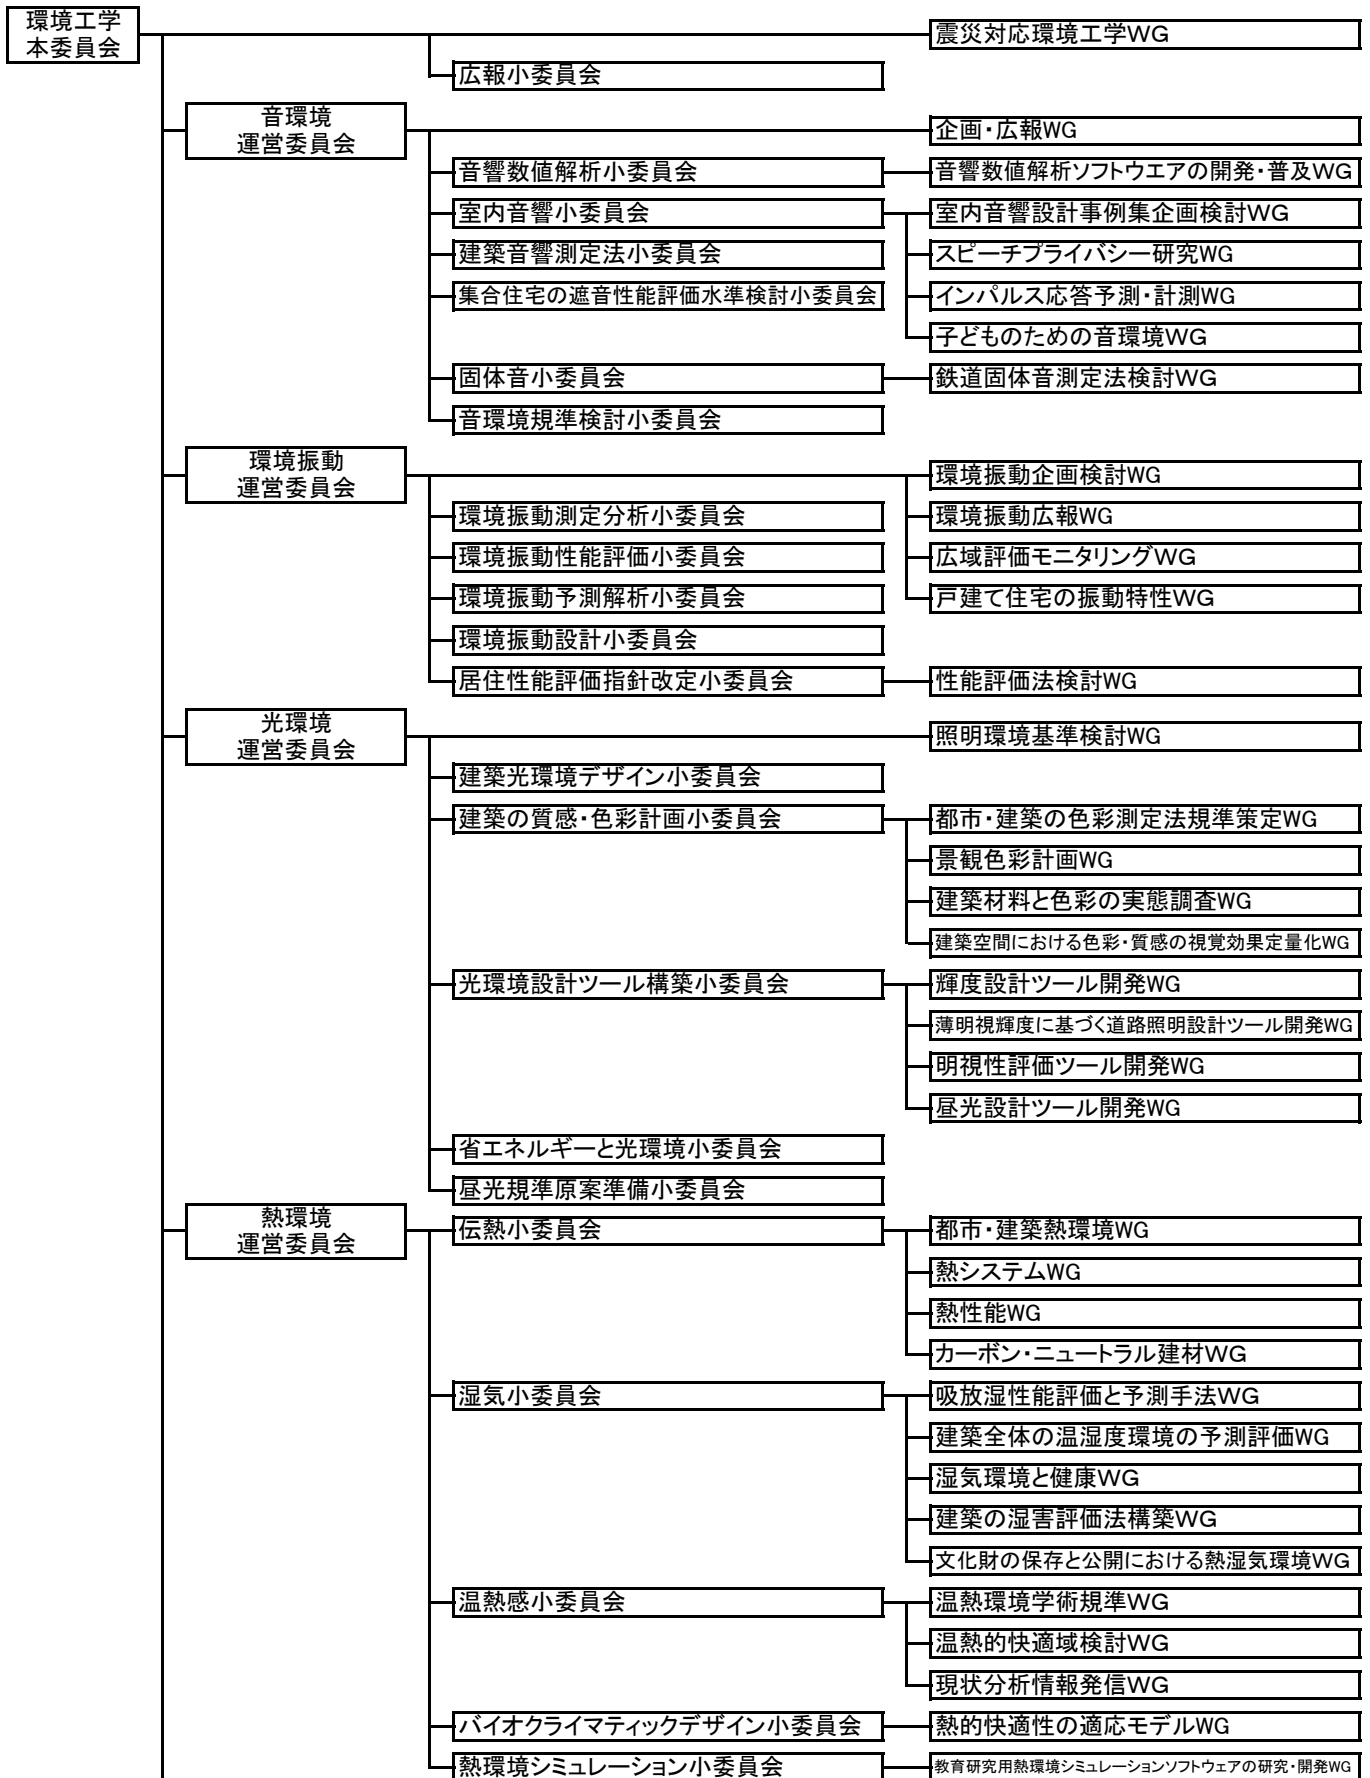 環境工学
本委員会
震災対応環境工学WG
広報小委員会
音環境
運営委員会
企画・広報WG
音響数値解析小委員会
音響数値解析ソフトウエアの開発・普及WG
室内音響小委員会
室内音響設計事例集企画検討WG
建築音響測定法小委員会
スピーチプライバシー研究WG
集合住宅の遮音性能評価水準検討小委員会
インパルス応答予測・計測WG
子どものための音環境WG
固体音小委員会
鉄道固体音測定法検討WG
音環境規準検討小委員会
環境振動
運営委員会
環境振動企画検討WG
環境振動測定分析小委員会
環境振動広報WG
環境振動性能評価小委員会
広域評価モニタリングWG
環境振動予測解析小委員会
戸建て住宅の振動特性WG
環境振動設計小委員会
居住性能評価指針改定小委員会
性能評価法検討WG
光環境
運営委員会
照明環境基準検討WG
建築光環境デザイン小委員会
建築の質感・色彩計画小委員会
都市・建築の色彩測定法規準策定WG
景観色彩計画WG
建築材料と色彩の実態調査WG
建築空間における色彩・質感の視覚効果定量化WG
光環境設計ツール構築小委員会
輝度設計ツール開発WG
薄明視輝度に基づく道路照明設計ツール開発WG
明視性評価ツール開発WG
昼光設計ツール開発WG
省エネルギーと光環境小委員会
昼光規準原案準備小委員会
熱環境
運営委員会
伝熱小委員会
都市・建築熱環境WG
熱システムWG
熱性能WG
カーボン・ニュートラル建材WG
湿気小委員会
吸放湿性能評価と予測手法WG
建築全体の温湿度環境の予測評価WG
湿気環境と健康WG
建築の湿害評価法構築WG
文化財の保存と公開における熱湿気環境WG
温熱感小委員会
温熱環境学術規準WG
温熱的快適域検討WG
現状分析情報発信WG
バイオクライマティックデザイン小委員会
熱的快適性の適応モデルWG
熱環境シミュレーション小委員会
教育研究用熱環境シミュレーションソフトウェアの研究・開発WG